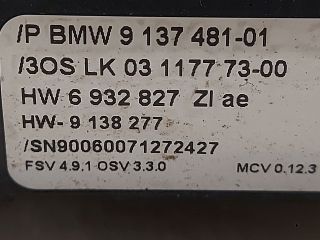 /P BMW 9 137 481-01
/3OS LK 03 1177 73-00
HW 6 932 827 ZI ae
HW- 9 138 277
/SN90060071272427
FSV 4.9.1 OSV 3.3.0 MCV 0.12.3